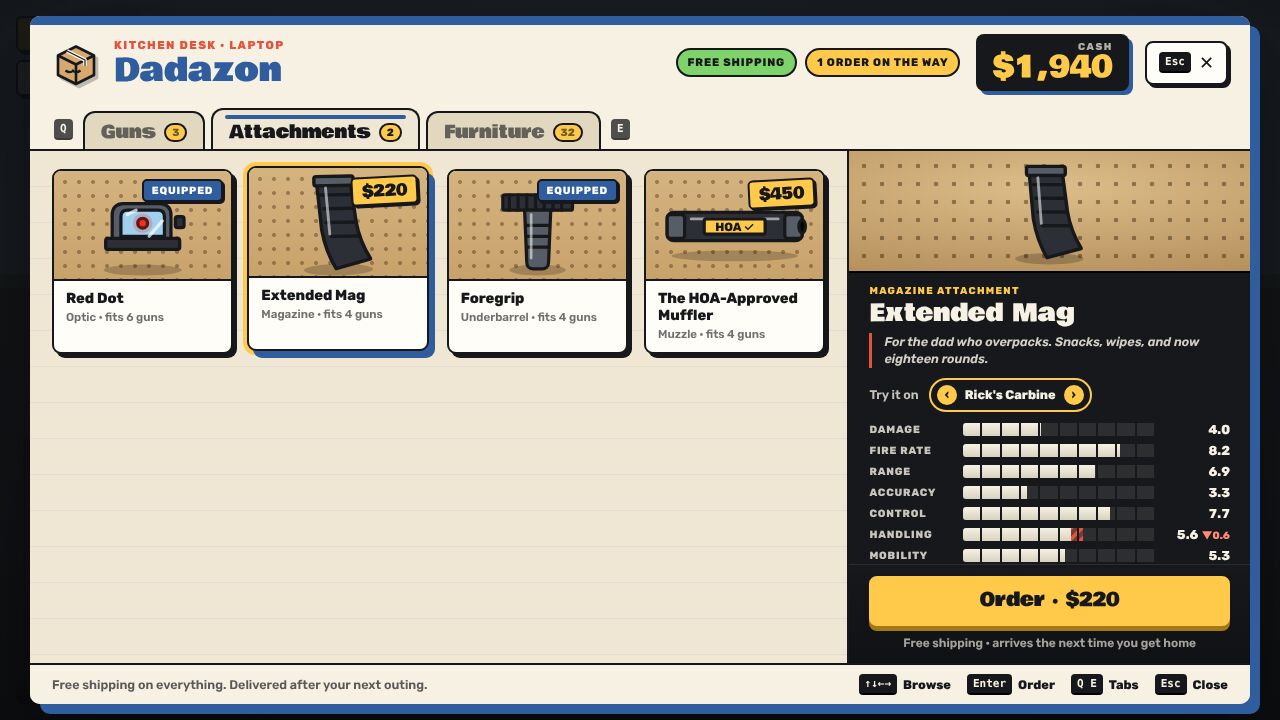 KITCHEN DESK • LAPTOP
Dadazon
FREE SHIPPING
1 ORDER ON THE WAY
CASH
$1,940
Esc ✕
Q
Guns 3
Attachments 2
Furniture 32
E
EQUIPPED
Red Dot
Optic • fits 6 guns
$220
Extended Mag
Magazine • fits 4 guns
EQUIPPED
Foregrip
Underbarrel • fits 4 guns
$450
HOA ✓
The HOA-Approved
Muffler
Muzzle • fits 4 guns
MAGAZINE ATTACHMENT
Extended Mag
For the dad who overpacks. Snacks, wipes, and now
eighteen rounds.
Try it on ‹ Rick's Carbine ›
DAMAGE 4.0
FIRE RATE 8.2
RANGE 6.9
ACCURACY 3.3
CONTROL 7.7
HANDLING 5.6 ▼0.6
MOBILITY 5.3
Order • $220
Free shipping • arrives the next time you get home
Free shipping on everything. Delivered after your next outing.
↑↓←→ Browse Enter Order Q E Tabs Esc Close